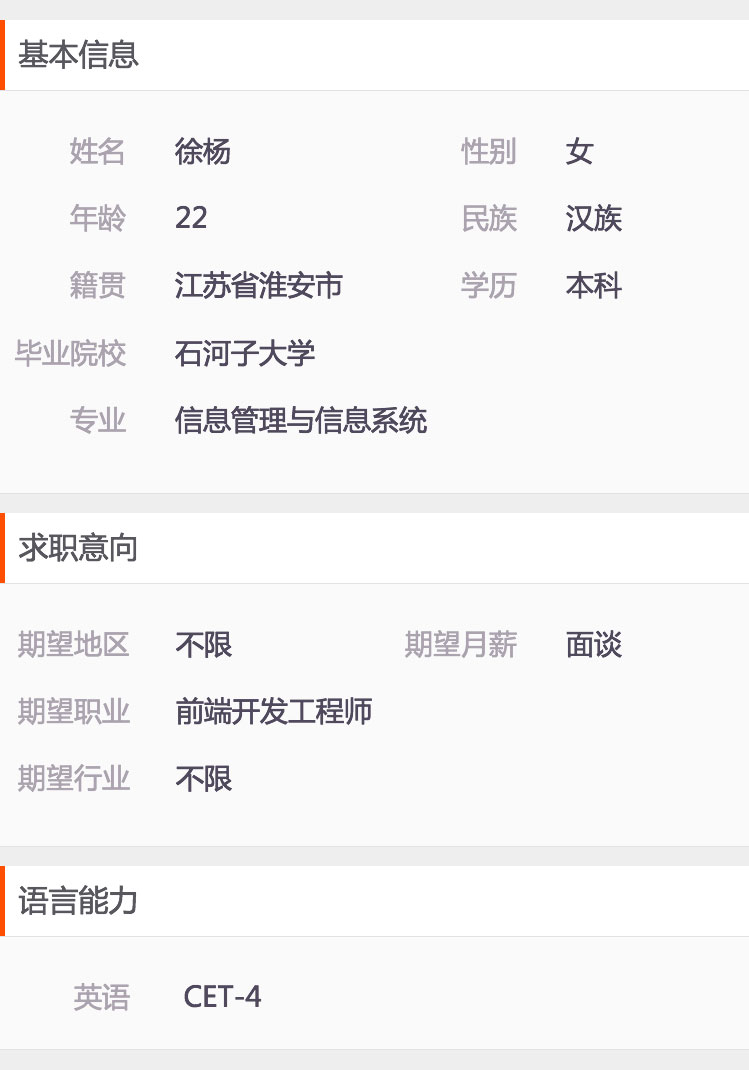 基本信息
姓名 徐杨 性别 女
年龄 22 民族 汉族
籍贯 江苏省淮安市 学历 本科
毕业院校 石河子大学
专业 信息管理与信息系统
求职意向
期望地区 不限 期望月薪 面谈
期望职业 前端开发工程师
期望行业 不限
语言能力
英语 CET-4